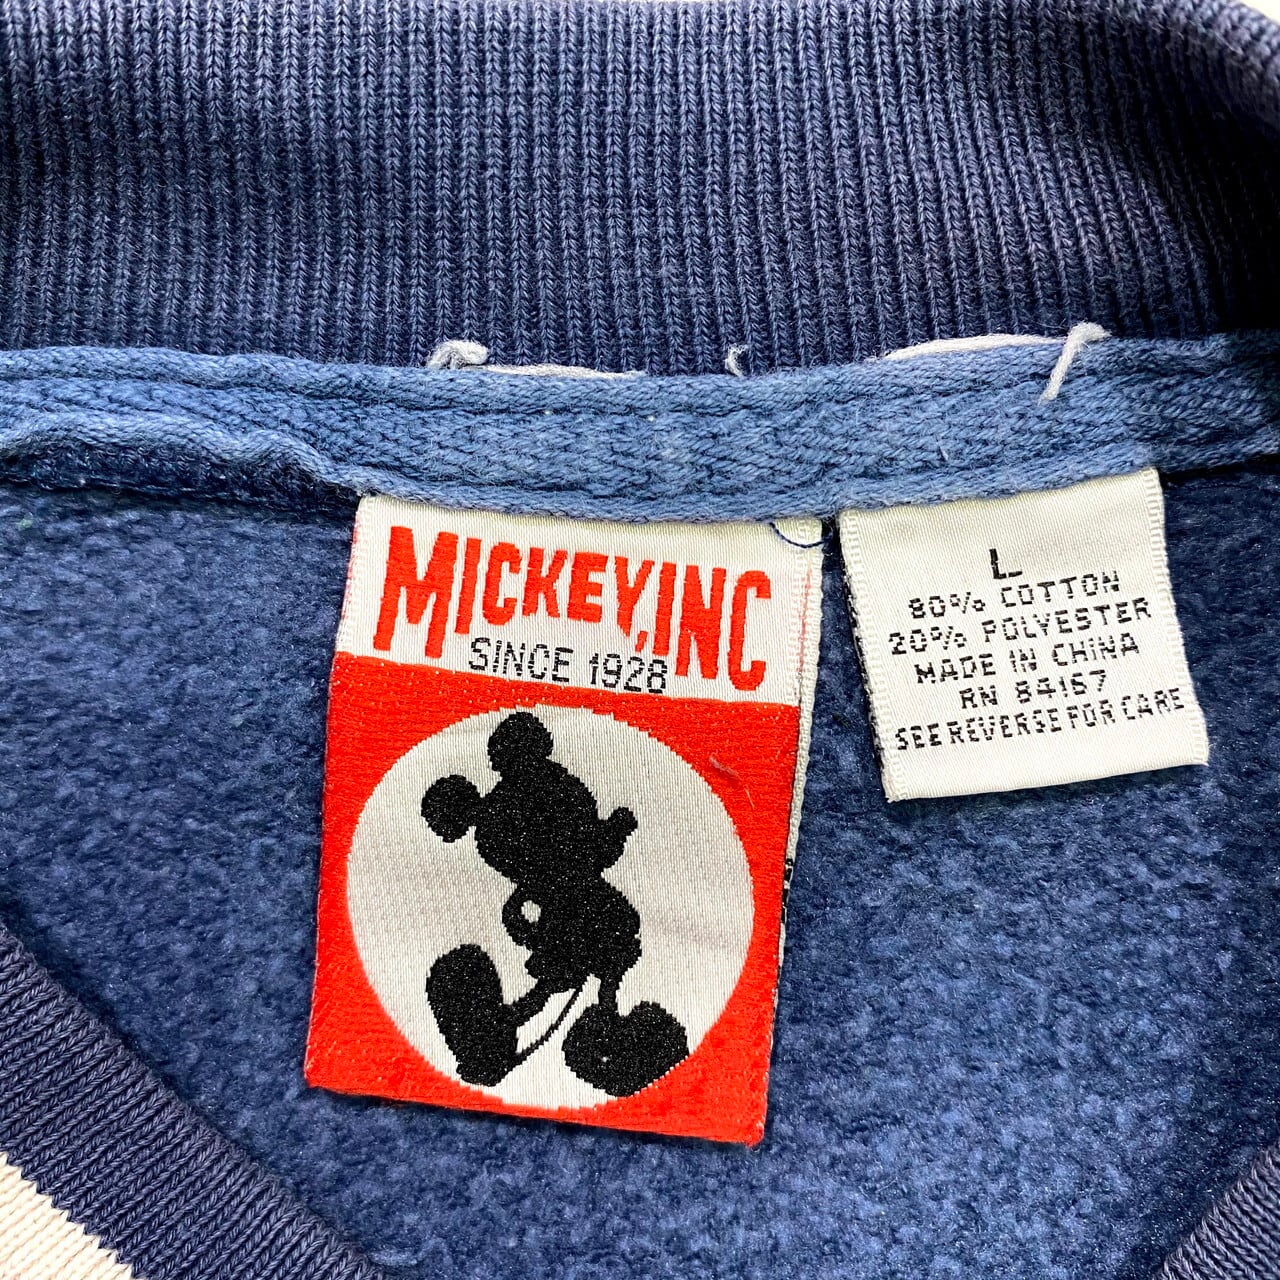 MICKEY, INC
SINCE 1928
L
80% COTTON
20% POLYESTER
MADE IN CHINA
RN 84167
SEE REVERSE FOR CARE